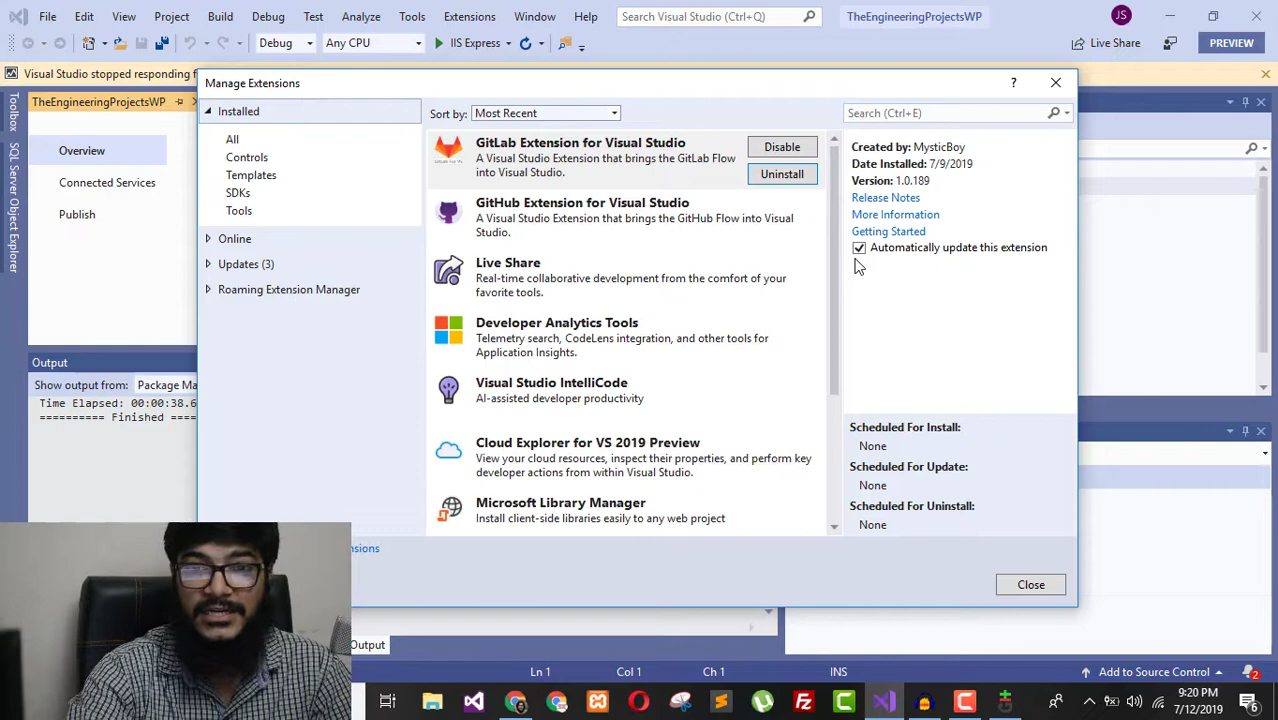 File Edit View Project Build Debug Test Analyze Tools Extensions Window Help Search Visual Studio (Ctrl+Q) TheEngineeringProjectsWP JS
Debug Any CPU IIS Express Live Share PREVIEW
Visual Studio stopped responding f
Toolbox
SQL Server Object Explorer
TheEngineeringProjectsWP
Overview
Connected Services
Publish
Output
Show output from: Package Ma
Time Elapsed: 00:00:38.6
========== Finished ====
Manage Extensions
?
Installed
All
Controls
Templates
SDKs
Tools
Online
Updates (3)
Roaming Extension Manager
Sort by: Most Recent
GitLab Extension for Visual Studio
A Visual Studio Extension that brings the GitLab Flow
into Visual Studio.
Disable
Uninstall
GitHub Extension for Visual Studio
A Visual Studio Extension that brings the GitHub Flow into Visual
Studio.
Live Share
Real-time collaborative development from the comfort of your
favorite tools.
Developer Analytics Tools
Telemetry search, CodeLens integration, and other tools for
Application Insights.
Visual Studio IntelliCode
AI-assisted developer productivity
Cloud Explorer for VS 2019 Preview
View your cloud resources, inspect their properties, and perform key
developer actions from within Visual Studio.
Microsoft Library Manager
Install client-side libraries easily to any web project
Search (Ctrl+E)
Created by: MysticBoy
Date Installed: 7/9/2019
Version: 1.0.189
Release Notes
More Information
Getting Started
Automatically update this extension
Scheduled For Install:
None
Scheduled For Update:
None
Scheduled For Uninstall:
None
nsions
Close
Output
Ln 1 Col 1 Ch 1 INS Add to Source Control 2
9:20 PM
7/12/2019
6